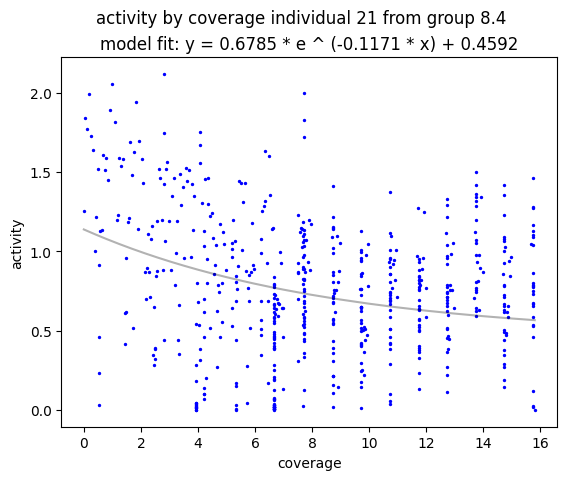 activity by coverage individual 21 from group 8.4
model fit: y = 0.6785 * e ^ (-0.1171 * x) + 0.4592
2.0
1.5
1.0
0.5
0.0
activity
0 2 4 6 8 10 12 14 16
coverage